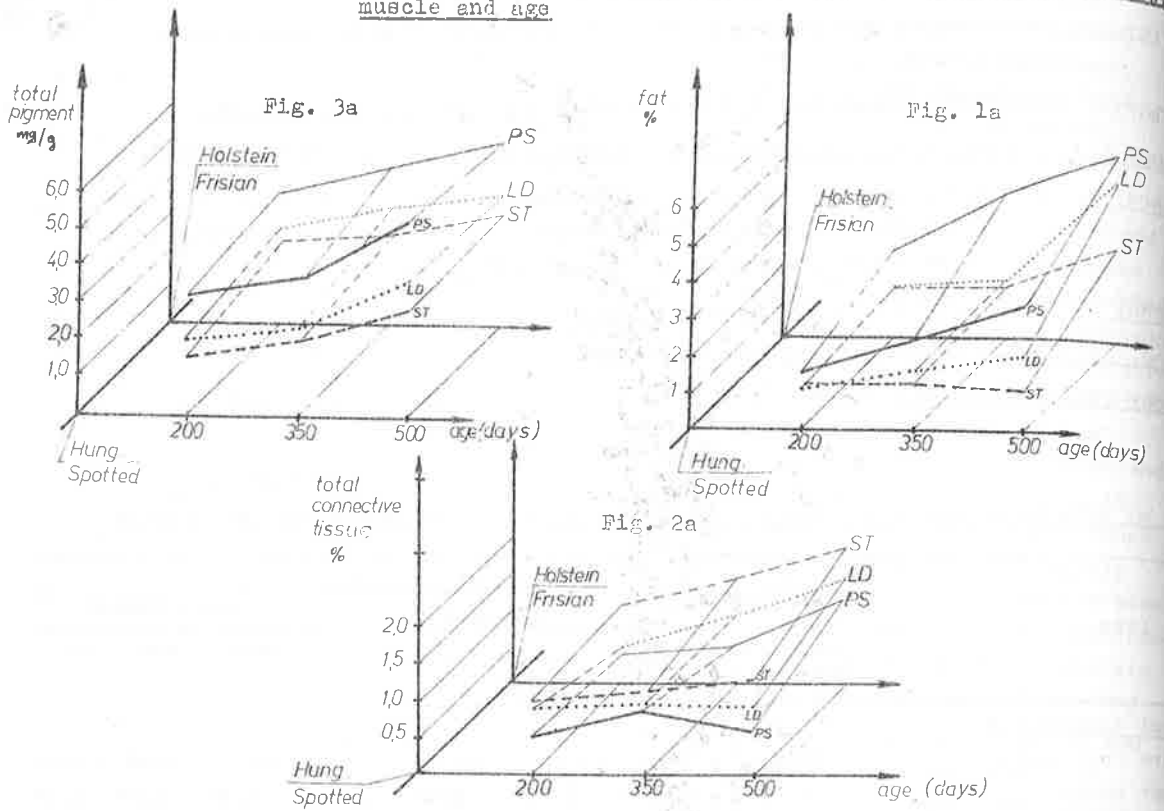 muscle and age
total
pigment
mg/g
Fig. 3a
Holstein
Frisian
PS
LD
ST
PS
LD
ST
6,0
5,0
4,0
3,0
2,0
1,0
200
350
500
age(days)
Hung
Spotted
fat
%
Fig. 1a
Holstein
Frisian
PS
LD
ST
PS
LD
ST
6
5
4
3
2
1
200
350
500
age (days)
Hung
Spotted
total
connective
tissue
%
Fig. 2a
Holstein
Frisian
ST
LD
PS
ST
LD
PS
2,0
1,5
1,0
0,5
200
350
500
age (days)
Hung
Spotted